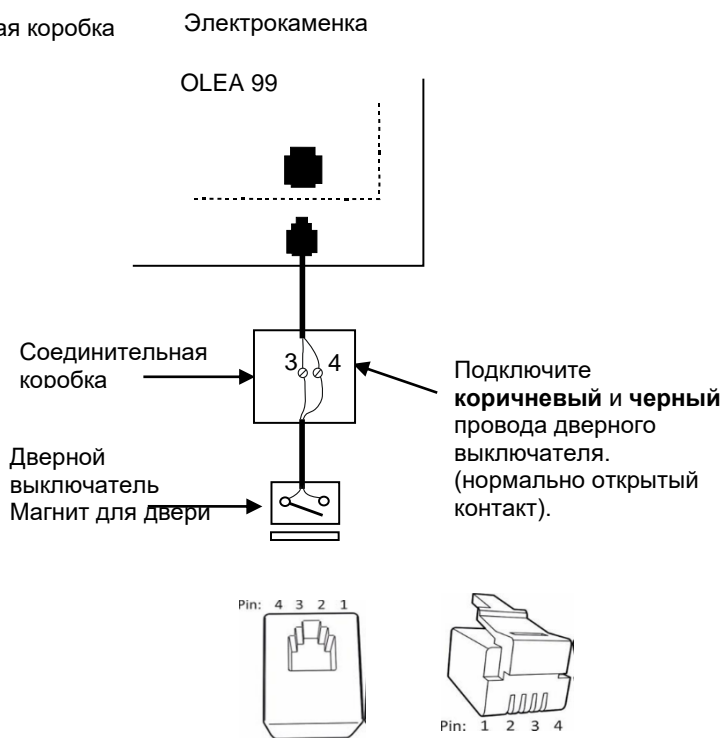 ая коробка
Электрокаменка
OLEA 99
Соединительная
коробка
3 4
Подключите
коричневый и черный
провода дверного
выключателя.
(нормально открытый
контакт).
Дверной
выключатель
Магнит для двери
Pin: 4 3 2 1
Pin: 1 2 3 4